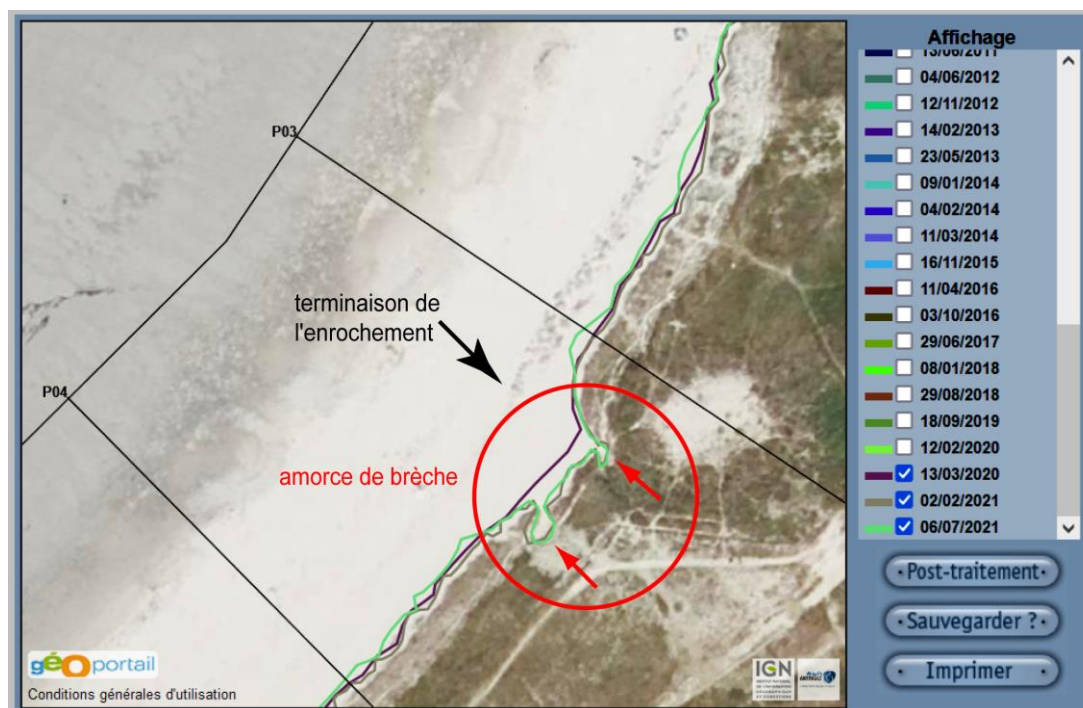 Affichage
13/06/2011
04/06/2012
12/11/2012
14/02/2013
23/05/2013
09/01/2014
04/02/2014
11/03/2014
16/11/2015
11/04/2016
03/10/2016
29/06/2017
08/01/2018
29/08/2018
18/09/2019
12/02/2020
13/03/2020
02/02/2021
06/07/2021
Post-traitement
Sauvegarder ?
Imprimer
P03
terminaison de
l'enrochement
P04
amorce de brèche
géoportail
Conditions générales d'utilisation
IGN